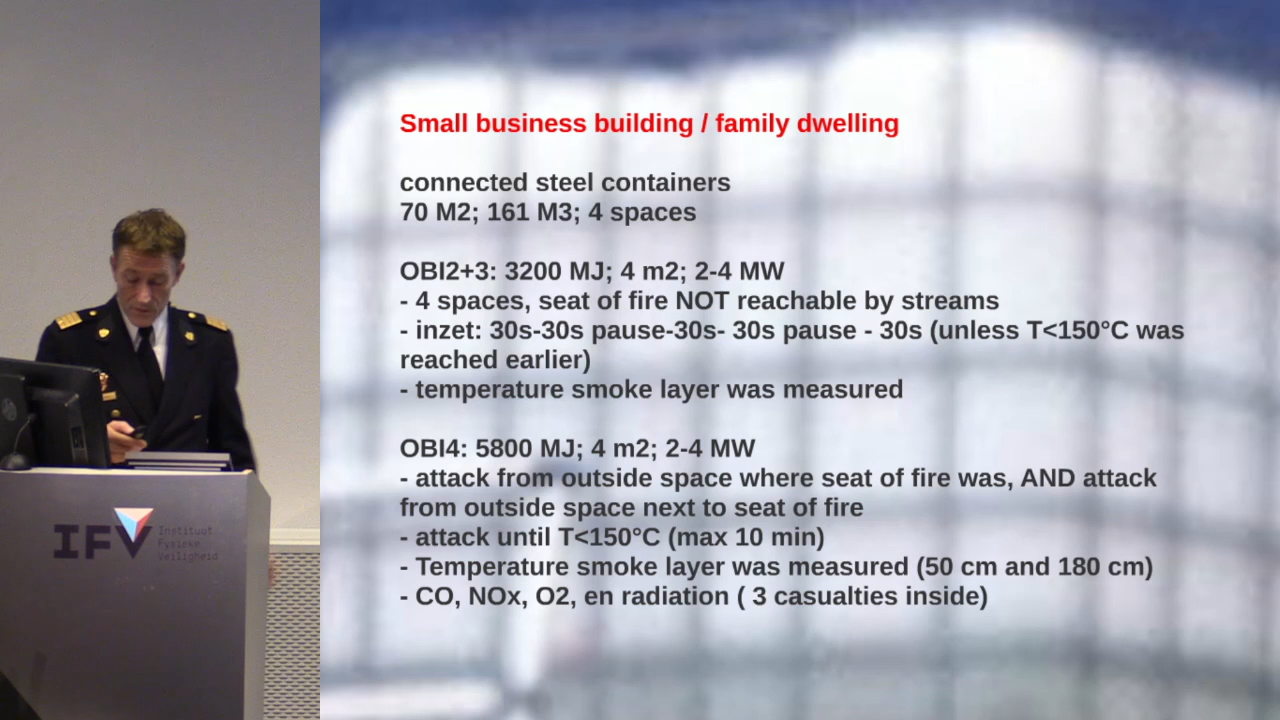 Small business building / family dwelling
connected steel containers
70 M2; 161 M3; 4 spaces
OBI2+3: 3200 MJ; 4 m2; 2-4 MW
- 4 spaces, seat of fire NOT reachable by streams
- inzet: 30s-30s pause-30s- 30s pause - 30s (unless T<150°C was
reached earlier)
- temperature smoke layer was measured
OBI4: 5800 MJ; 4 m2; 2-4 MW
- attack from outside space where seat of fire was, AND attack
from outside space next to seat of fire
- attack until T<150°C (max 10 min)
- Temperature smoke layer was measured (50 cm and 180 cm)
- CO, NOx, O2, en radiation ( 3 casualties inside)
IFV
Instituut
Fysieke
Veiligheid